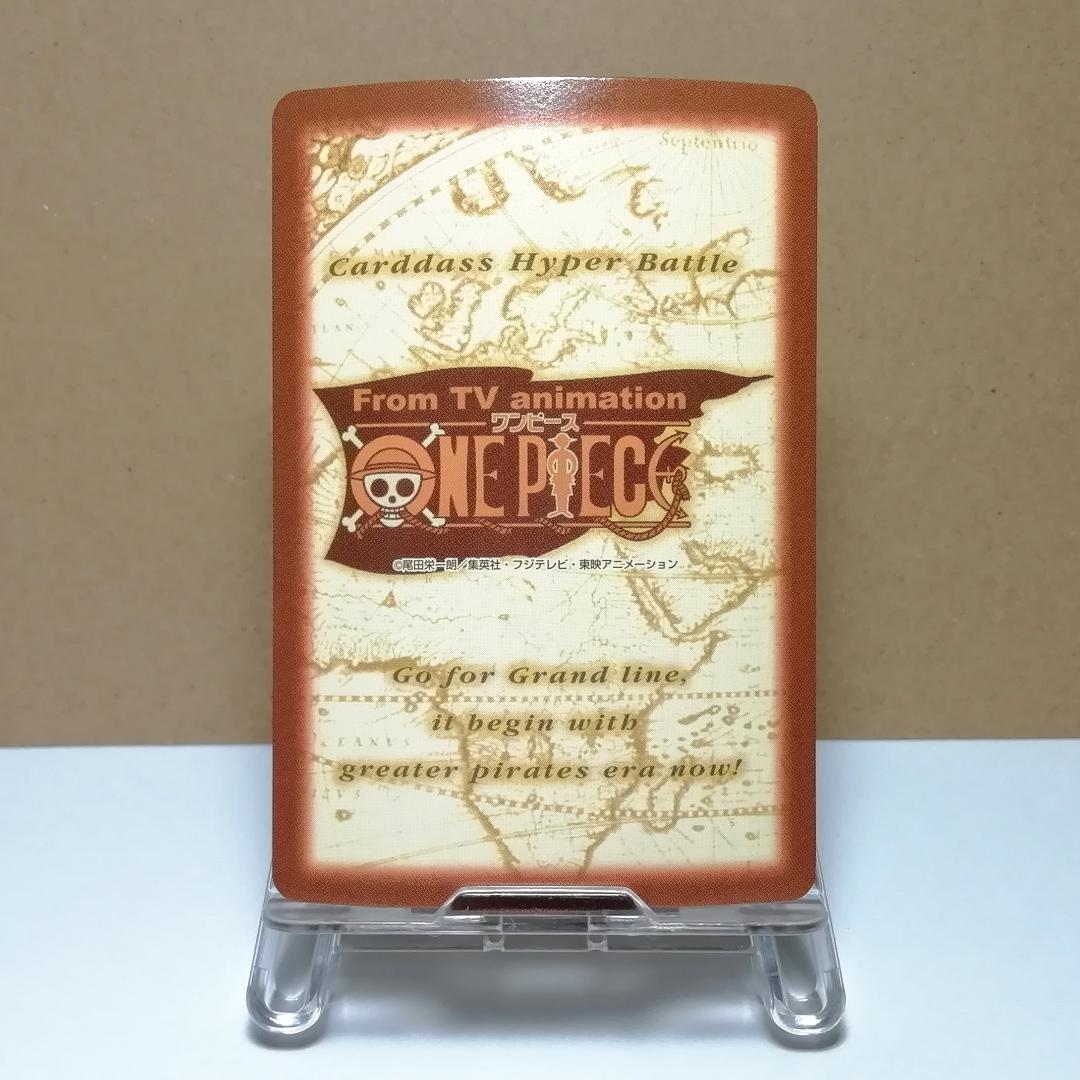 Septentrio
Carddass Hyper Battle
From TV animation
ワンピース
ONE PIECE
©尾田栄一朗/集英社・フジテレビ・東映アニメーション
Go for Grand line,
it begin with
greater pirates era now!